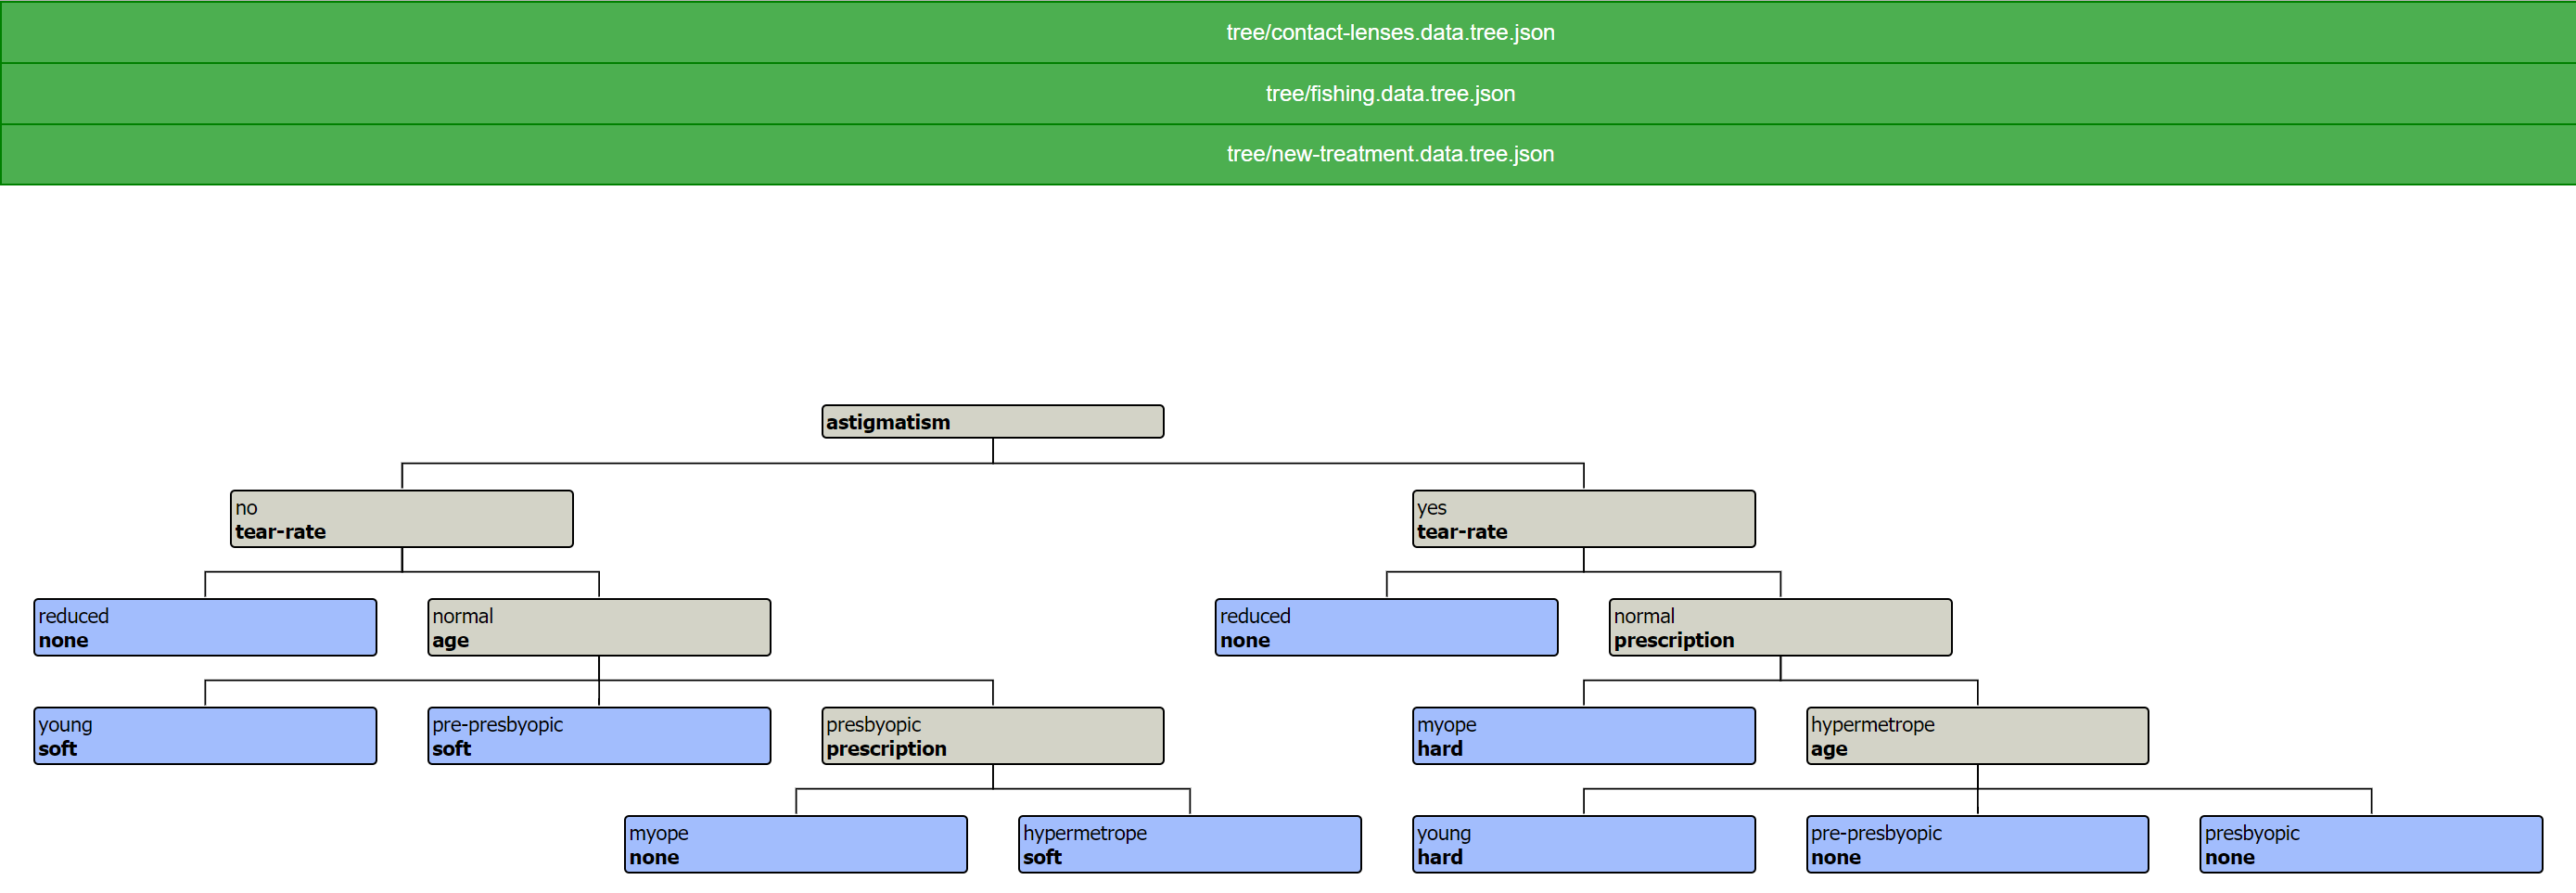 tree/contact-lenses.data.tree.json
tree/fishing.data.tree.json
tree/new-treatment.data.tree.json
astigmatism
no
tear-rate
yes
tear-rate
reduced
none
normal
age
reduced
none
normal
prescription
young
soft
pre-presbyopic
soft
presbyopic
prescription
myope
hard
hypermetrope
age
myope
none
hypermetrope
soft
young
hard
pre-presbyopic
none
presbyopic
none